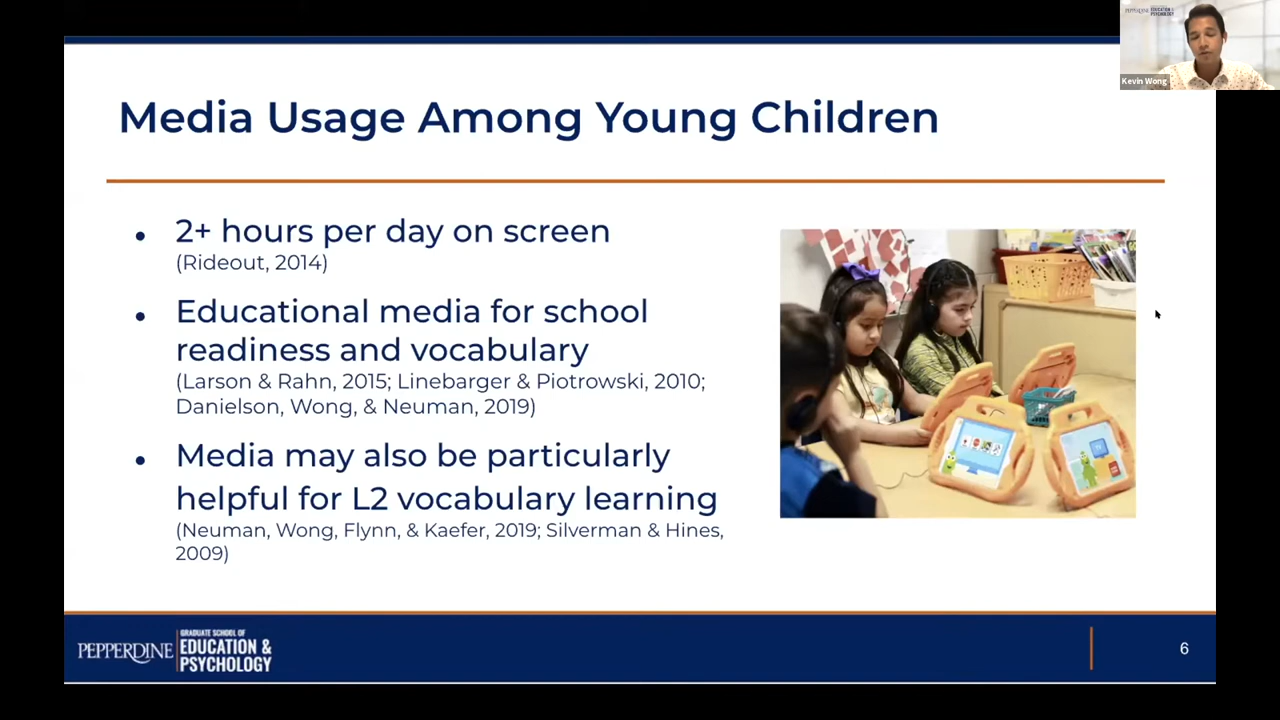 PEPPERDINE
EDUCATION &
PSYCHOLOGY
Kevin Wong
Media Usage Among Young Children
• 2+ hours per day on screen
(Rideout, 2014)
• Educational media for school
readiness and vocabulary
(Larson & Rahn, 2015; Linebarger & Piotrowski, 2010;
Danielson, Wong, & Neuman, 2019)
• Media may also be particularly
helpful for L2 vocabulary learning
(Neuman, Wong, Flynn, & Kaefer, 2019; Silverman & Hines,
2009)
PEPPERDINE
GRADUATE SCHOOL OF
EDUCATION &
PSYCHOLOGY
6